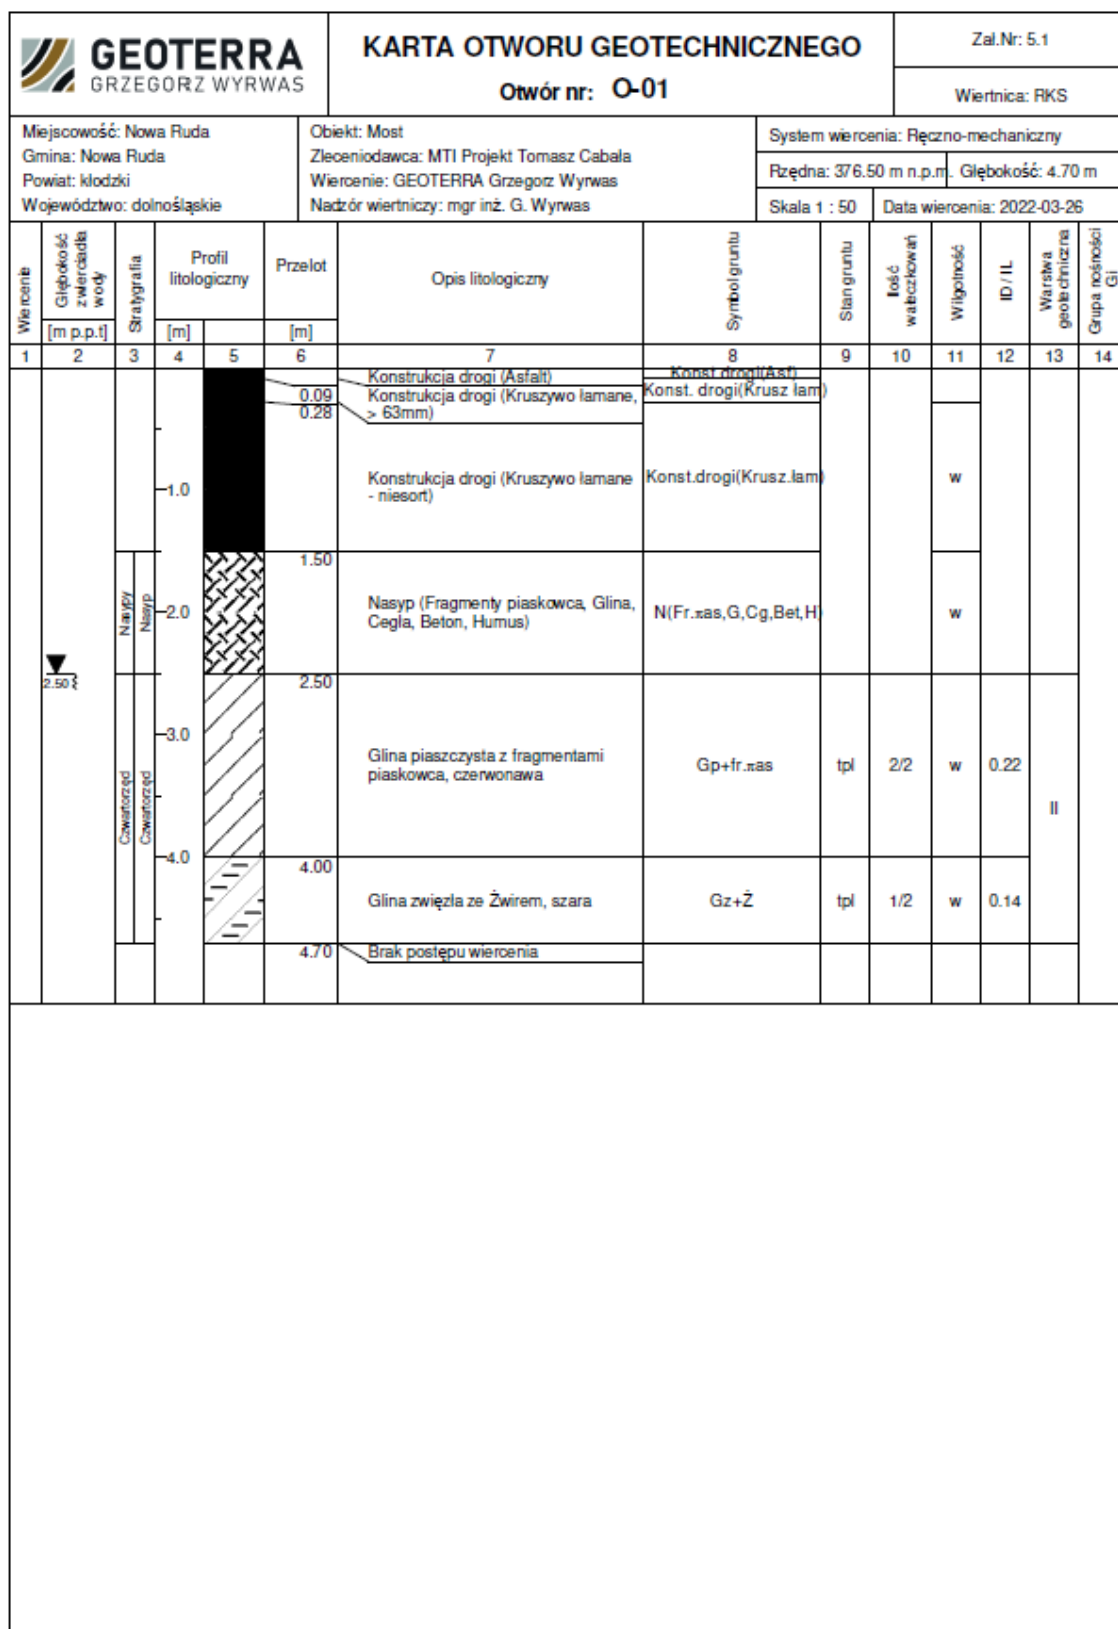 GEOTERRA
GRZEGORZ WYRWAS
KARTA OTWORU GEOTECHNICZNEGO
Otwór nr: O-01
Zal.Nr: 5.1
Wiertnica: RKS
Miejscowość: Nowa Ruda
Gmina: Nowa Ruda
Powiat: kłodzki
Województwo: dolnośląskie
Obiekt: Most
Zleceniodawca: MTI Projekt Tomasz Cabala
Wiercenie: GEOTERRA Grzegorz Wyrwas
Nadzór wiertniczy: mgr inż. G. Wyrwas
System wiercenia: Ręczno-mechaniczny
Rzędna: 376.50 m n.p.m. Głębokość: 4.70 m
Skala 1 : 50 Data wiercenia: 2022-03-26
Wiercenie
Głębokość
zwierciadła
wody
[m p.p.t]
Stratygrafia
Profil
litologiczny
[m]
Przelot
[m]
Opis litologiczny
Symbol gruntu
Stan gruntu
Ilość
wałeczkowań
Wilgotność
ID / IL
Warstwa
geotechniczna
Grupa nośności
Gi
1 2 3 4 5 6 7 8 9 10 11 12 13 14
Konstrukcja drogi (Asfalt) Konst.drogi(Asf)
0.09 Konstrukcja drogi (Kruszywo łamane, Konst. drogi(Krusz łam)
0.28 > 63mm)
1.0 Konstrukcja drogi (Kruszywo łamane Konst.drogi(Krusz.łam) w
- niesort)
1.50
Nasypy
Nasyp
2.0 Nasyp (Fragmenty piaskowca, Glina, N(Fr.πas,G,Cg,Bet,H) w
Cegła, Beton, Humus)
2.50 2.50
3.0
Czwartorzęd
Czwartorzęd
Glina piaszczysta z fragmentami Gp+fr.πas tpl 2/2 w 0.22
piaskowca, czerwonawa
II
4.0 4.00
Glina zwięzła ze Żwirem, szara Gz+Ż tpl 1/2 w 0.14
4.70 Brak postępu wiercenia